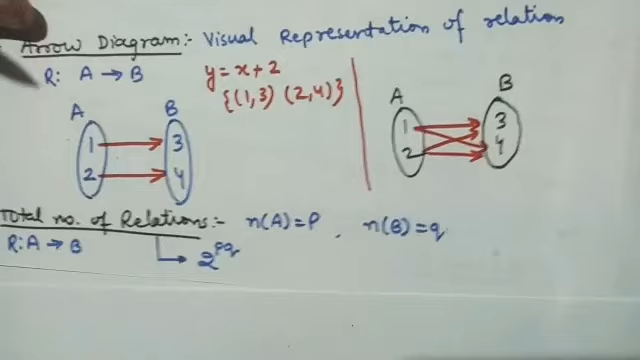 Arrow Diagram:- Visual Representation of relation
R: A → B
y = x + 2
{(1,3) (2,4)}
A B
1 3
2 4
A B
1 3
2 4
Total no. of Relations:- n(A) = P , n(B) = q
R: A → B
2^pq